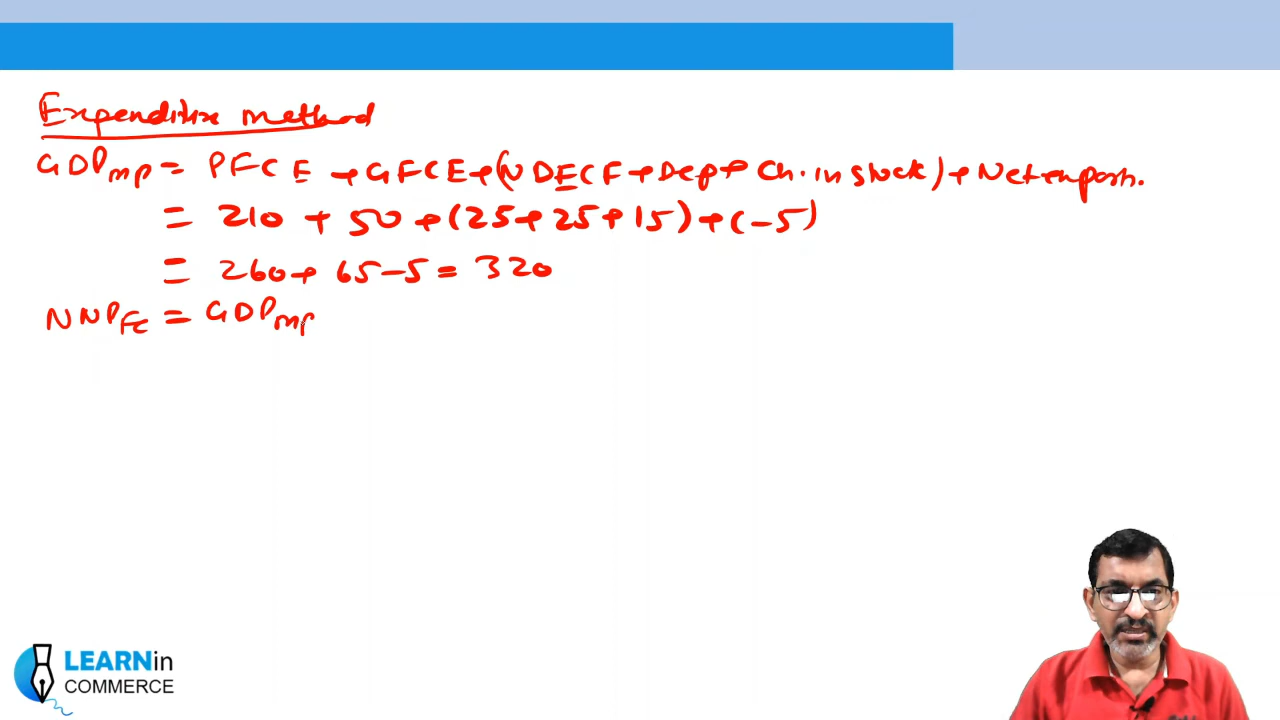 Expenditure method
GDPmp = PFCE + GFCE + (NDFCF + Dep + Ch. in stock) + Net export.
= 210 + 50 + (25 + 25 + 15) + (-5)
= 260 + 65 - 5 = 320
NNPFC = GDPmp
LEARNin
COMMERCE